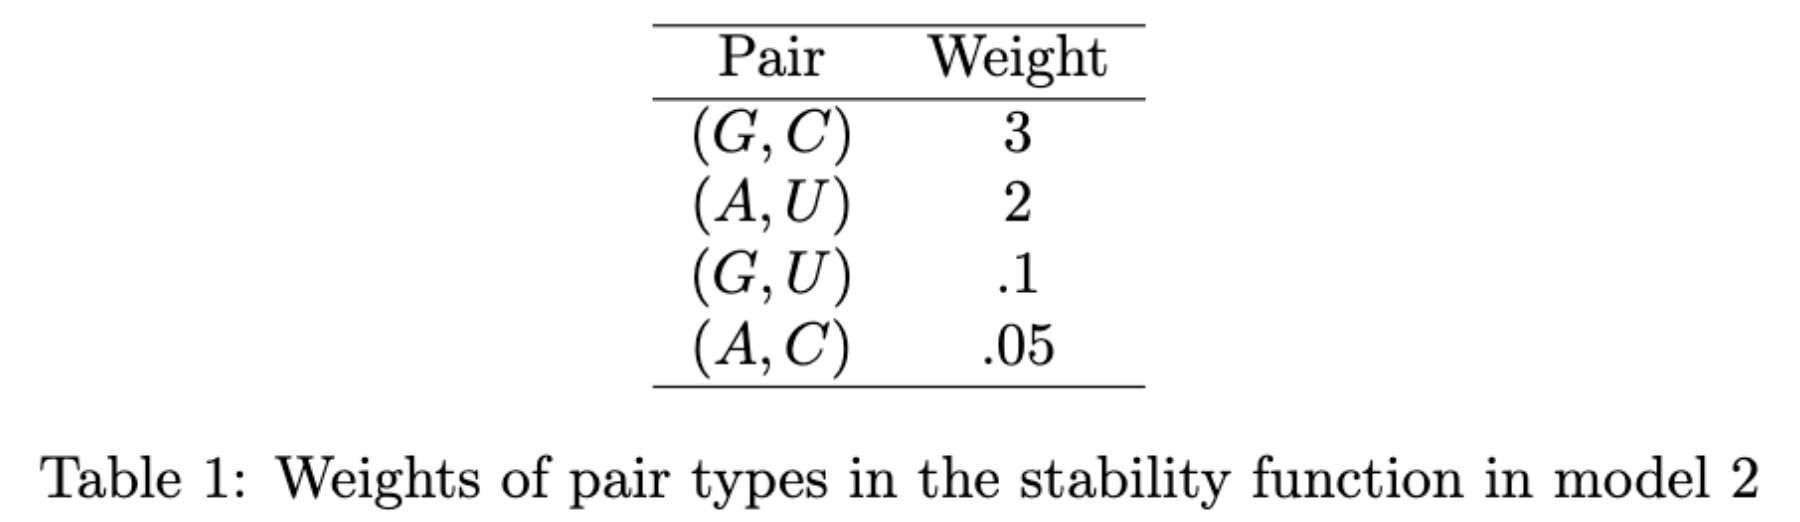 Pair Weight
(G, C) 3
(A, U) 2
(G, U) .1
(A, C) .05
Table 1: Weights of pair types in the stability function in model 2